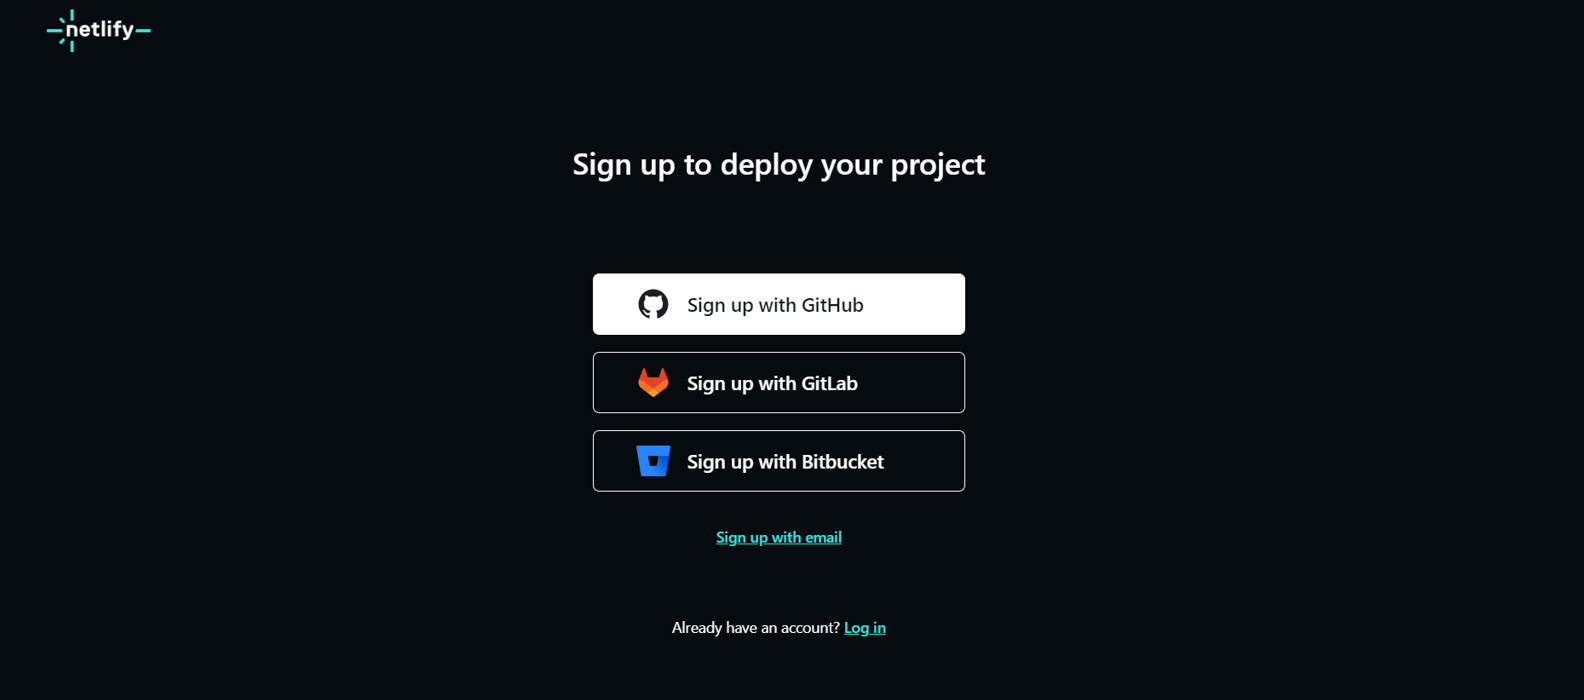 netlify
Sign up to deploy your project
Sign up with GitHub
Sign up with GitLab
Sign up with Bitbucket
Sign up with email
Already have an account? Log in